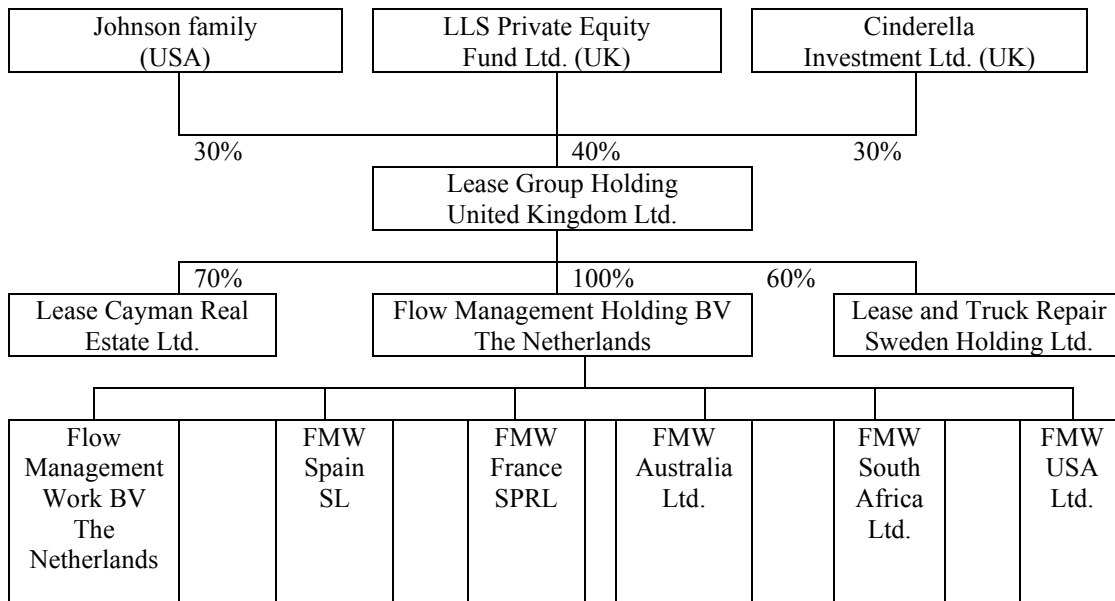 Johnson family
(USA)
LLS Private Equity
Fund Ltd. (UK)
Cinderella
Investment Ltd. (UK)
30%
40%
30%
Lease Group Holding
United Kingdom Ltd.
70%
100%
60%
Lease Cayman Real
Estate Ltd.
Flow Management Holding BV
The Netherlands
Lease and Truck Repair
Sweden Holding Ltd.
Flow
Management
Work BV
The
Netherlands
FMW
Spain
SL
FMW
France
SPRL
FMW
Australia
Ltd.
FMW
South
Africa
Ltd.
FMW
USA
Ltd.